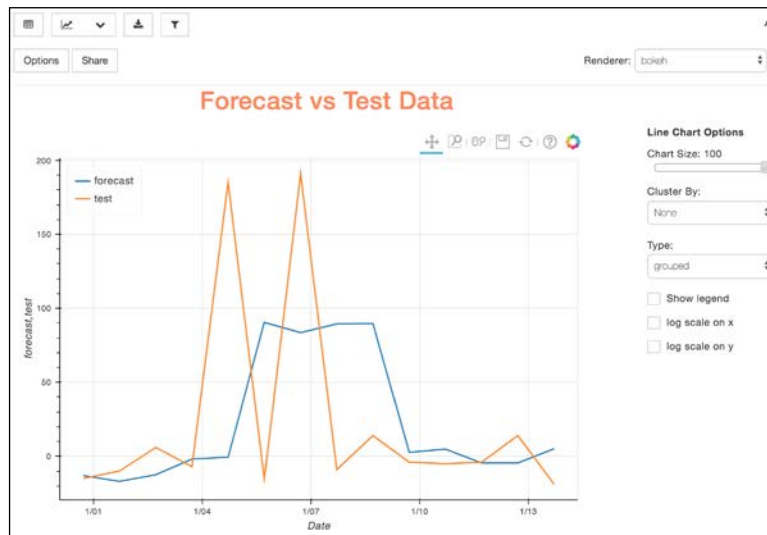 Options
Share
Renderer:
bokeh
Forecast vs Test Data
Line Chart Options
Chart Size: 100
Cluster By:
None
Type:
grouped
Show legend
log scale on x
log scale on y
forecast
test
200
150
100
50
0
forecast,test
1/01
1/04
1/07
1/10
1/13
Date